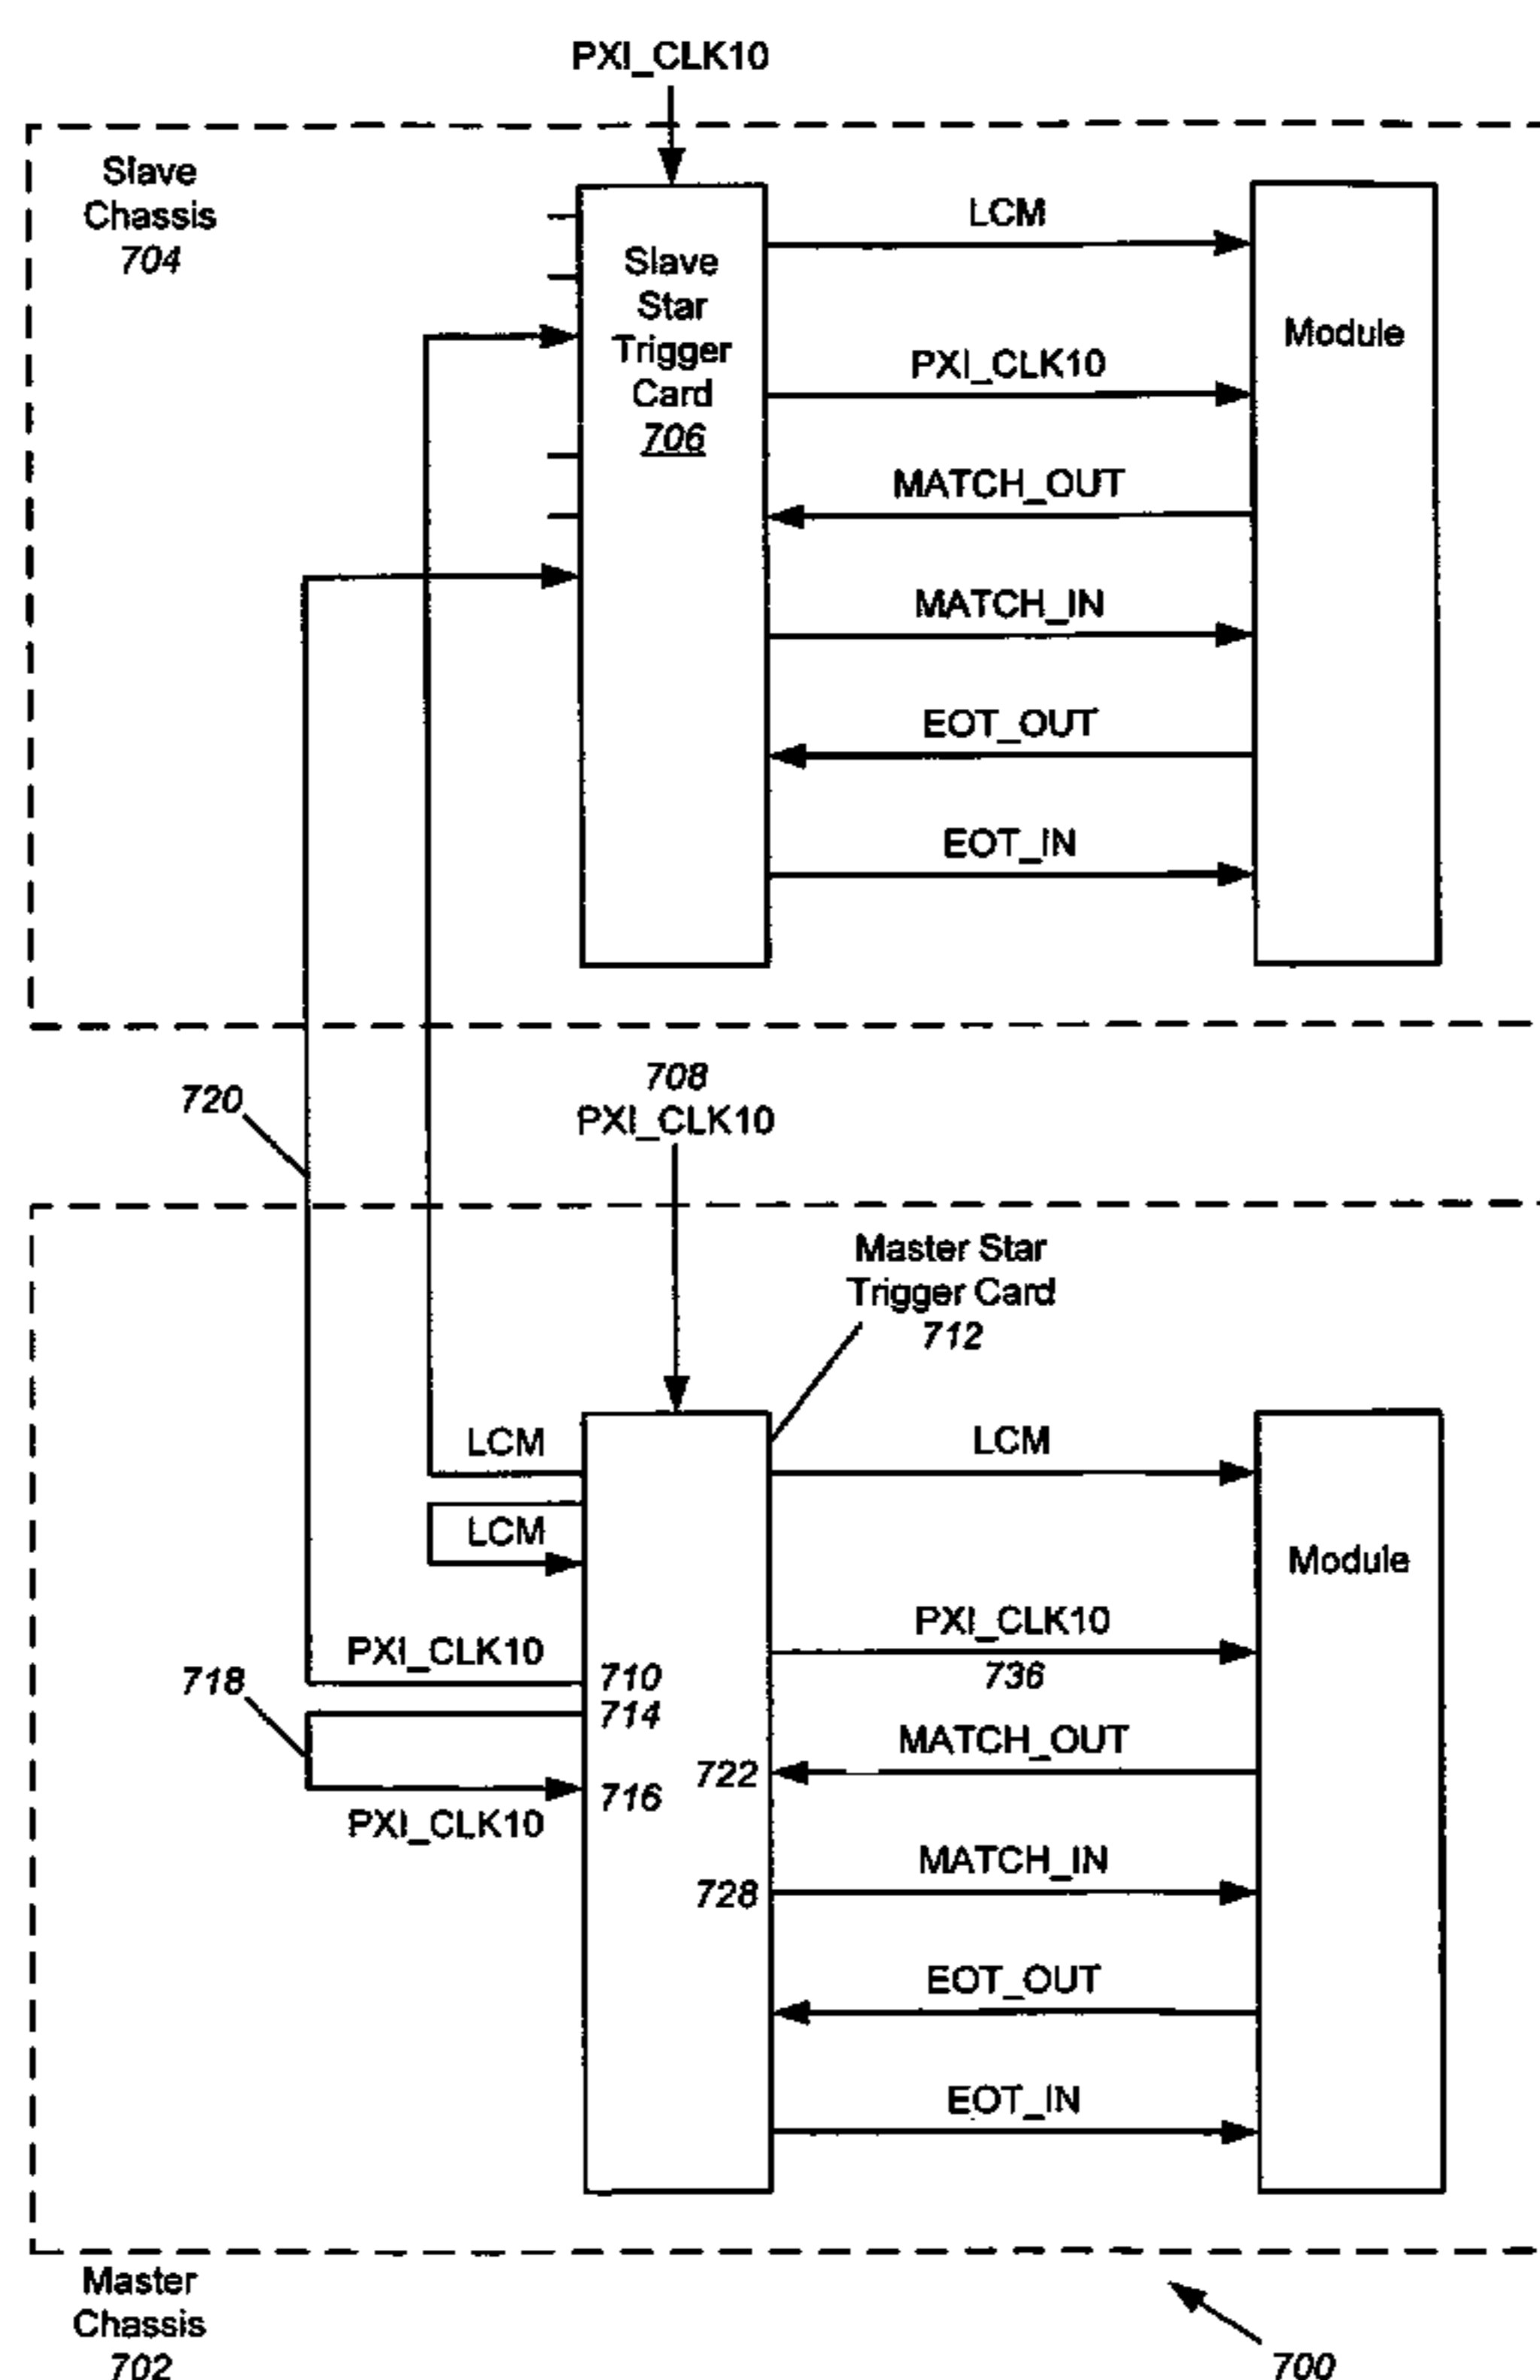 PXI_CLK10
Slave
Chassis
704
Slave
Star
Trigger
Card
706
LCM
Module
PXI_CLK10
MATCH_OUT
MATCH_IN
EOT_OUT
EOT_IN
720
708
PXI_CLK10
Master Star
Trigger Card
712
LCM
LCM
LCM
Module
PXI_CLK10
PXI_CLK10
736
718
710
714
MATCH_OUT
722
716
PXI_CLK10
MATCH_IN
728
EOT_OUT
EOT_IN
Master
Chassis
702
700